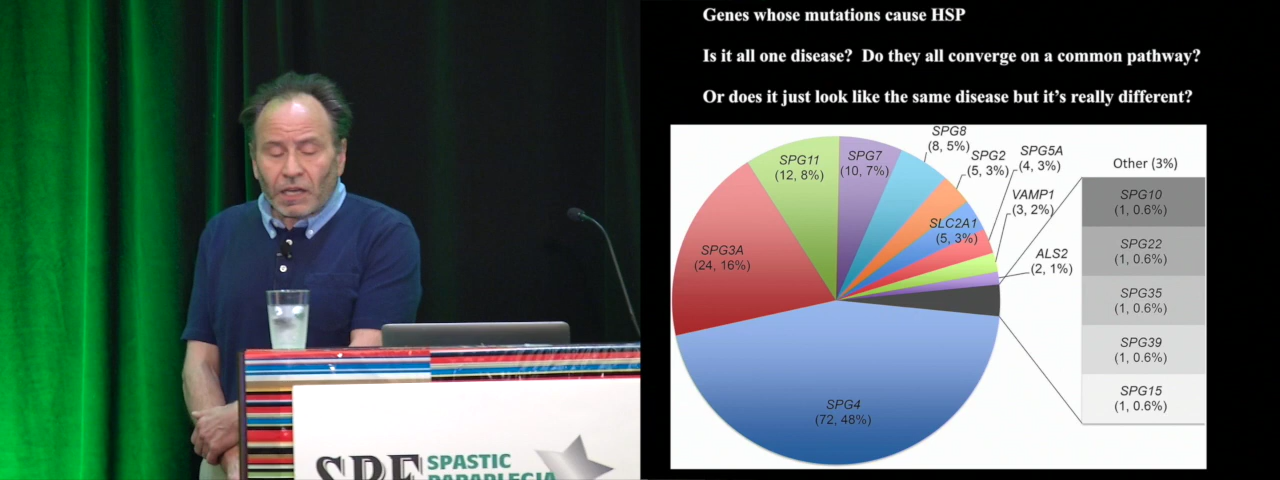 Genes whose mutations cause HSP
Is it all one disease? Do they all converge on a common pathway?
Or does it just look like the same disease but it's really different?
SPG8
(8, 5%)
SPG2
(5, 3%)
SPG5A
(4, 3%)
SPG11
(12, 8%)
SPG7
(10, 7%)
Other (3%)
VAMP1
(3, 2%)
SPG10
(1, 0.6%)
SLC2A1
(5, 3%)
SPG3A
(24, 16%)
ALS2
(2, 1%)
SPG22
(1, 0.6%)
SPG35
(1, 0.6%)
SPG39
(1, 0.6%)
SPG15
(1, 0.6%)
SPG4
(72, 48%)
SPF
SPASTIC
PARAPLEGIA